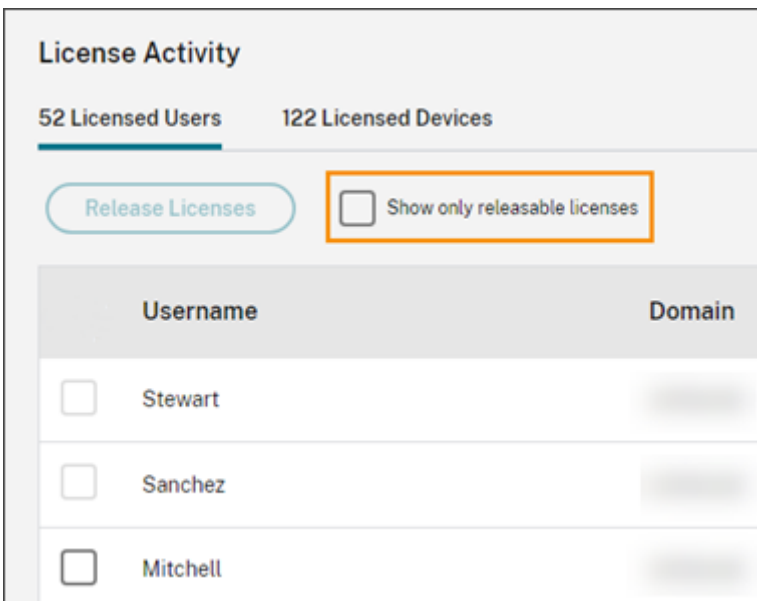 License Activity
52 Licensed Users 122 Licensed Devices
Release Licenses Show only releasable licenses
Username Domain
Stewart
Sanchez
Mitchell